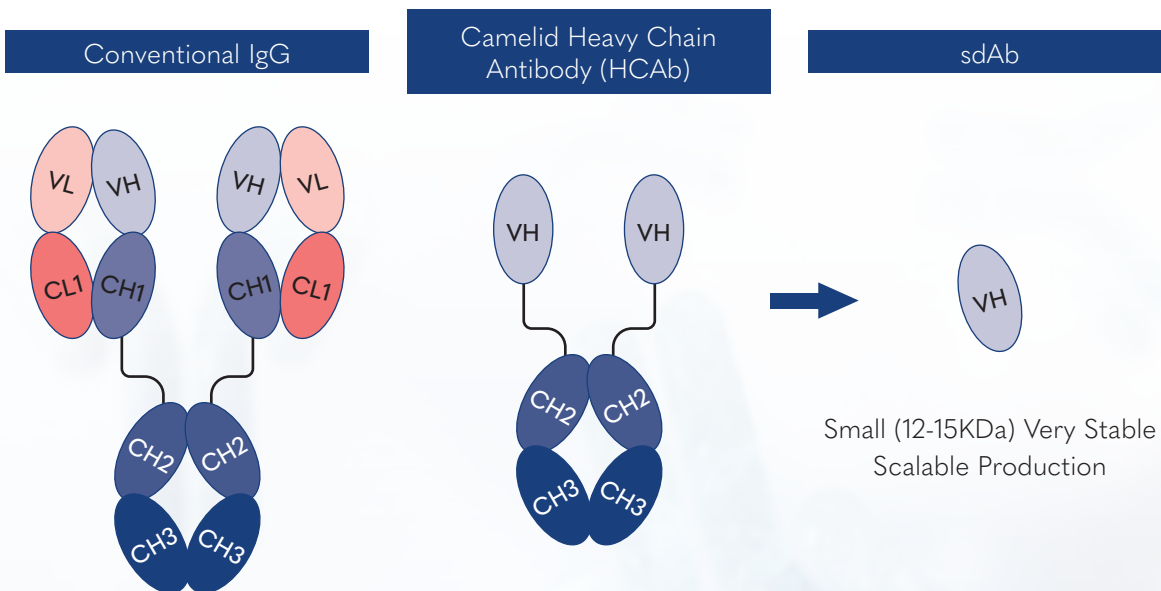 Conventional IgG
Camelid Heavy Chain
Antibody (HCAb)
sdAb
VL
VH
VH
VL
CL1
CH1
CH1
CL1
CH2
CH2
CH3
CH3
VH
VH
CH2
CH2
CH3
CH3
VH
Small (12-15KDa) Very Stable
Scalable Production